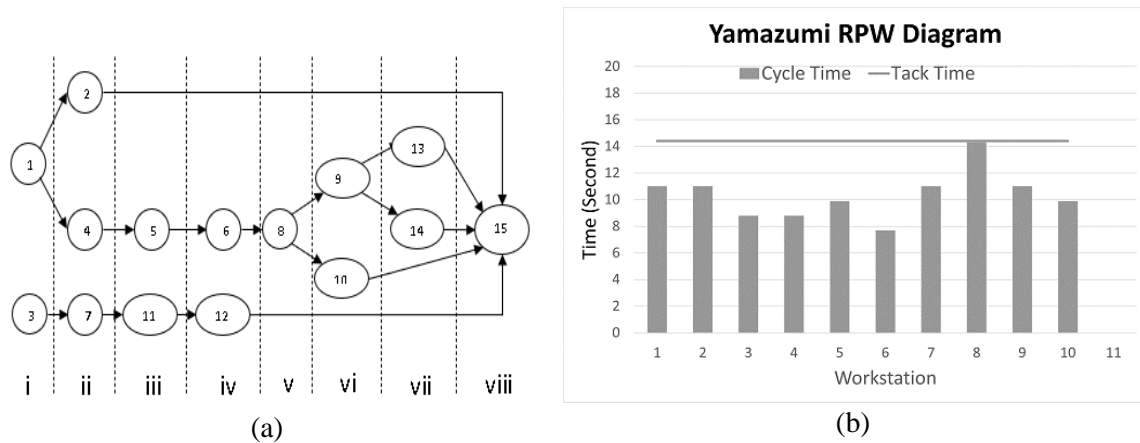 2
13
1
9
4
5
6
8
14
15
10
3
7
11
12
i
ii
iii
iv
v
vi
vii
viii
(a)
Yamazumi RPW Diagram
Cycle Time
Tack Time
20
18
16
14
12
10
8
6
4
2
0
Time (Second)
1 2 3 4 5 6 7 8 9 10 11
Workstation
(b)